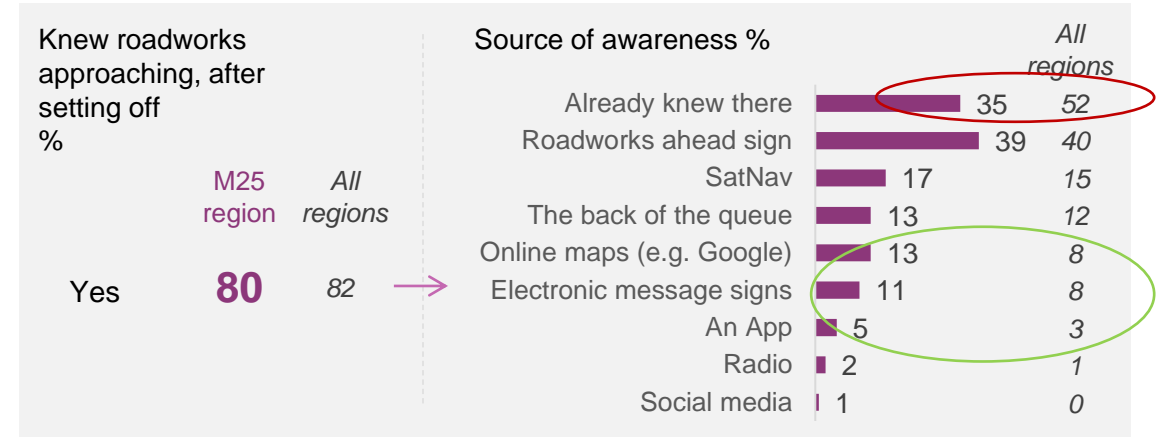 Knew roadworks
approaching, after
setting off
%
M25
region
All
regions
Yes
80
82
Source of awareness %
All
regions
Already knew there 35 52
Roadworks ahead sign 39 40
SatNav 17 15
The back of the queue 13 12
Online maps (e.g. Google) 13 8
Electronic message signs 11 8
An App 5 3
Radio 2 1
Social media 1 0